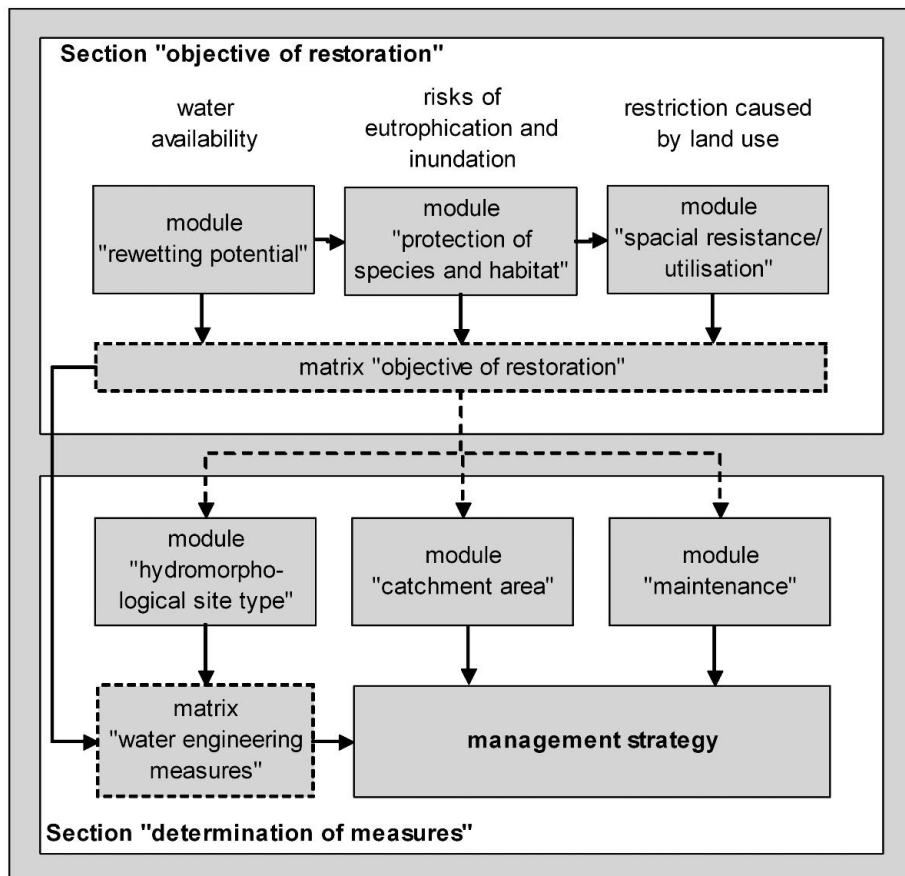 Section "objective of restoration"
water
availability
risks of
eutrophication and
inundation
restriction caused
by land use
module
"rewetting potential"
module
"protection of
species and habitat"
module
"spacial resistance/
utilisation"
matrix "objective of restoration"
module
"hydromorpho-
logical site type"
module
"catchment area"
module
"maintenance"
matrix
"water engineering
measures"
management strategy
Section "determination of measures"